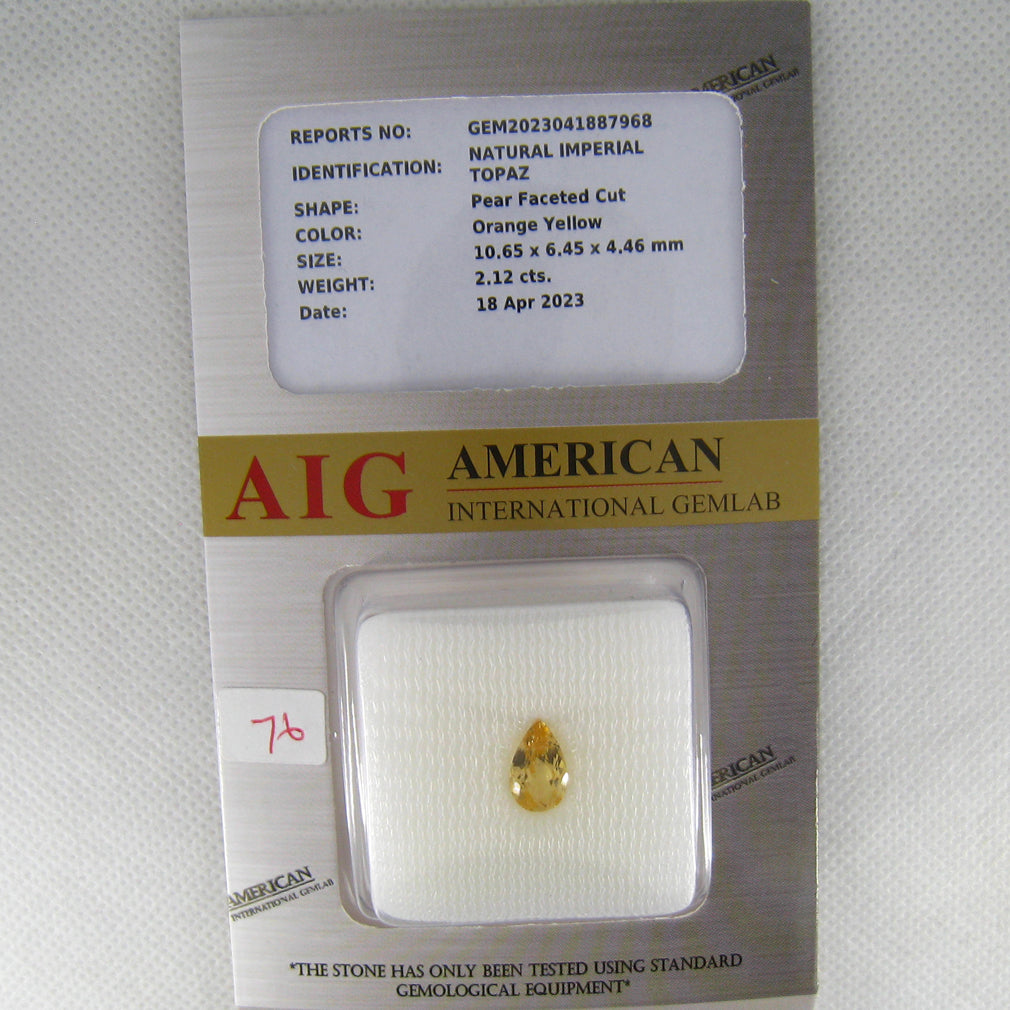 AMERICAN
INTERNATIONAL GEMLAB
REPORTS NO: GEM2023041887968
IDENTIFICATION: NATURAL IMPERIAL
TOPAZ
SHAPE: Pear Faceted Cut
COLOR: Orange Yellow
SIZE: 10.65 x 6.45 x 4.46 mm
WEIGHT: 2.12 cts.
Date: 18 Apr 2023
AIG AMERICAN
INTERNATIONAL GEMLAB
76
ERICAN
NATIONAL GEMLAB
AMERICAN
INTERNATIONAL GEMLAB
*THE STONE HAS ONLY BEEN TESTED USING STANDARD
GEMOLOGICAL EQUIPMENT*